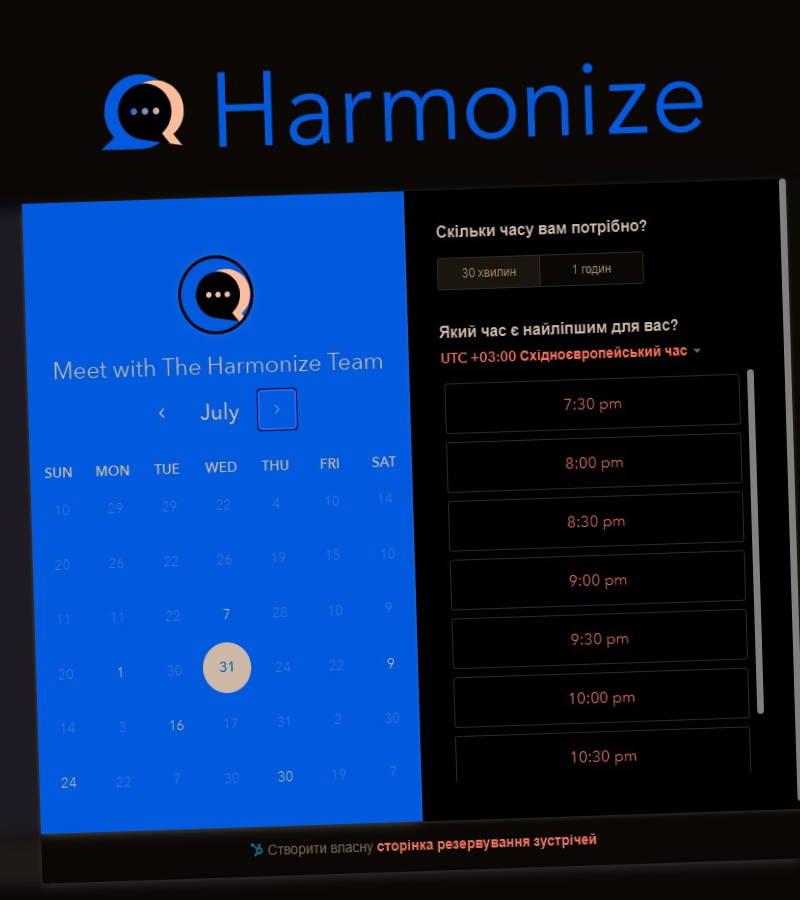 Harmonize
Meet with The Harmonize Team
July
SUN MON TUE WED THU FRI SAT
10 29 29 22 4 10 14
20 26 22 26 19 15 10
11 11 22 7 28 10 9
20 1 30 31 24 22 9
14 3 16 17 31 2 30
24 22 7 30 30 19 7
Скільки часу вам потрібно?
30 хвилин 1 годин
Який час є найліпшим для вас?
UTC +03:00 Східноєвропейський час
7:30 pm
8:00 pm
8:30 pm
9:00 pm
9:30 pm
10:00 pm
10:30 pm
Створити власну сторінка резервування зустрічей